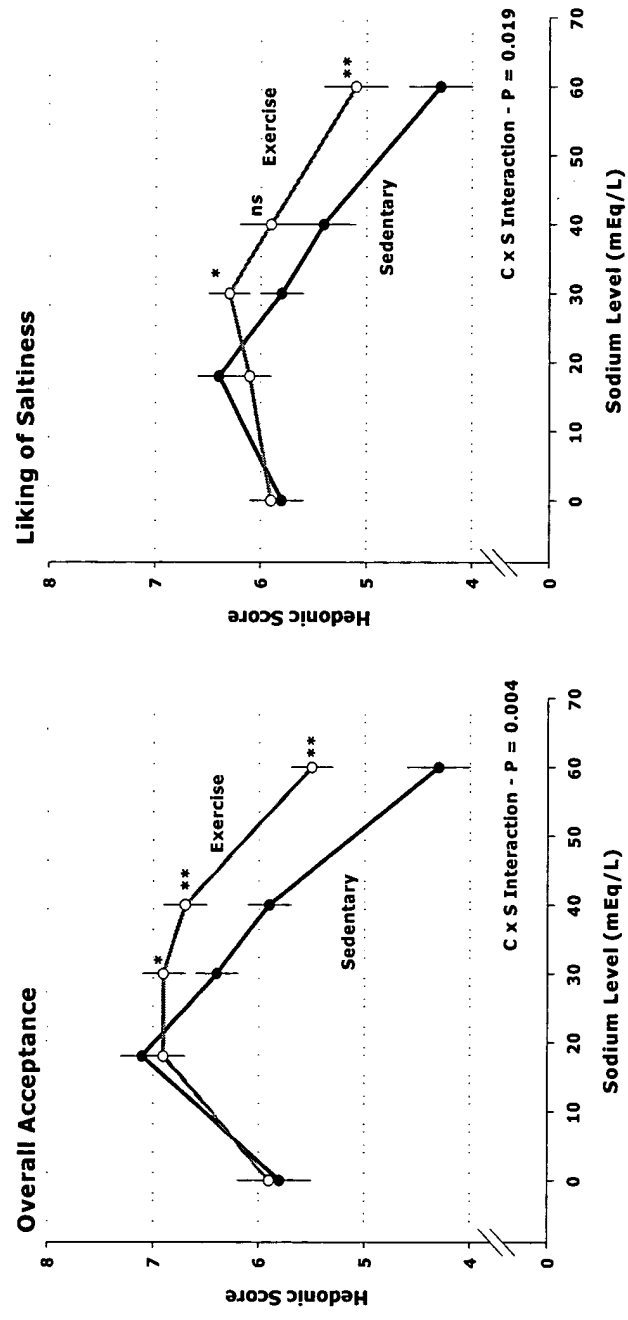 Overall Acceptance
8
7
6
5
4
0
Hedonic Score
*
**
**
Exercise
Sedentary
C x S Interaction - P = 0.004
0 10 20 30 40 50 60 70
Sodium Level (mEq/L)
Liking of Saltiness
8
7
6
5
4
0
Hedonic Score
*
ns
**
Exercise
Sedentary
C x S Interaction - P = 0.019
0 10 20 30 40 50 60 70
Sodium Level (mEq/L)